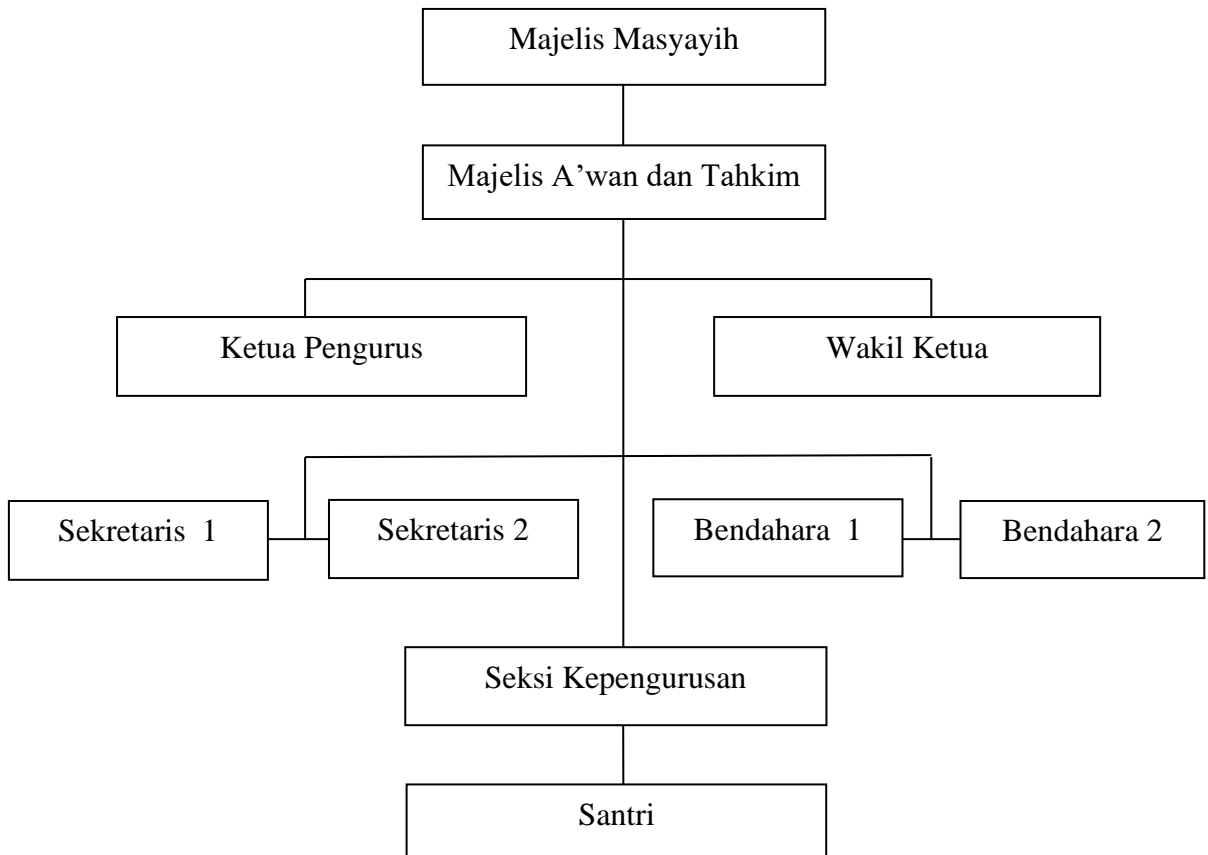 Majelis Masyayih
Majelis A’wan dan Tahkim
Ketua Pengurus
Wakil Ketua
Sekretaris 1
Sekretaris 2
Bendahara 1
Bendahara 2
Seksi Kepengurusan
Santri